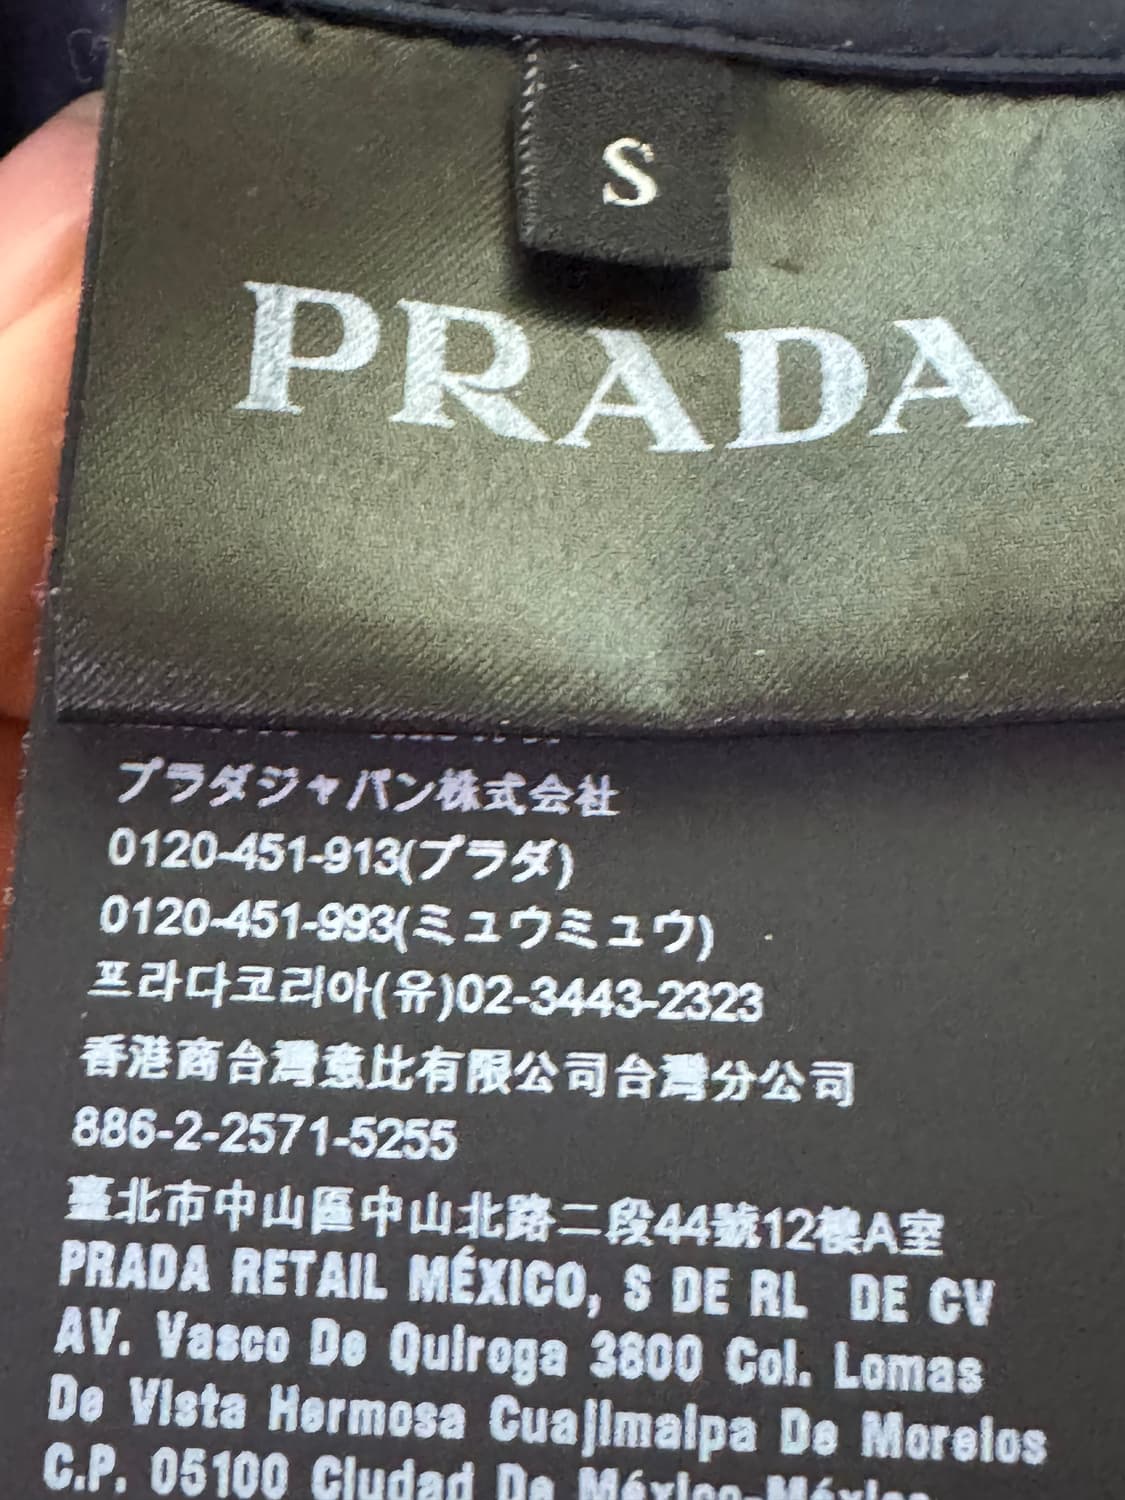 S
PRADA
プラダジャパン株式会社
0120-451-913(プラダ)
0120-451-993(ミュウミュウ)
프라다코리아(유)02-3443-2323
香港商台灣意比有限公司台灣分公司
886-2-2571-5255
臺北市中山區中山北路二段44號12樓A室
PRADA RETAIL MÉXICO, S DE RL DE CV
AV. Vasco De Quiroga 3800 Col. Lomas
De Vista Hermosa Cuajimalpa De Morelos
C.P. 05100 Ciudad De México-México